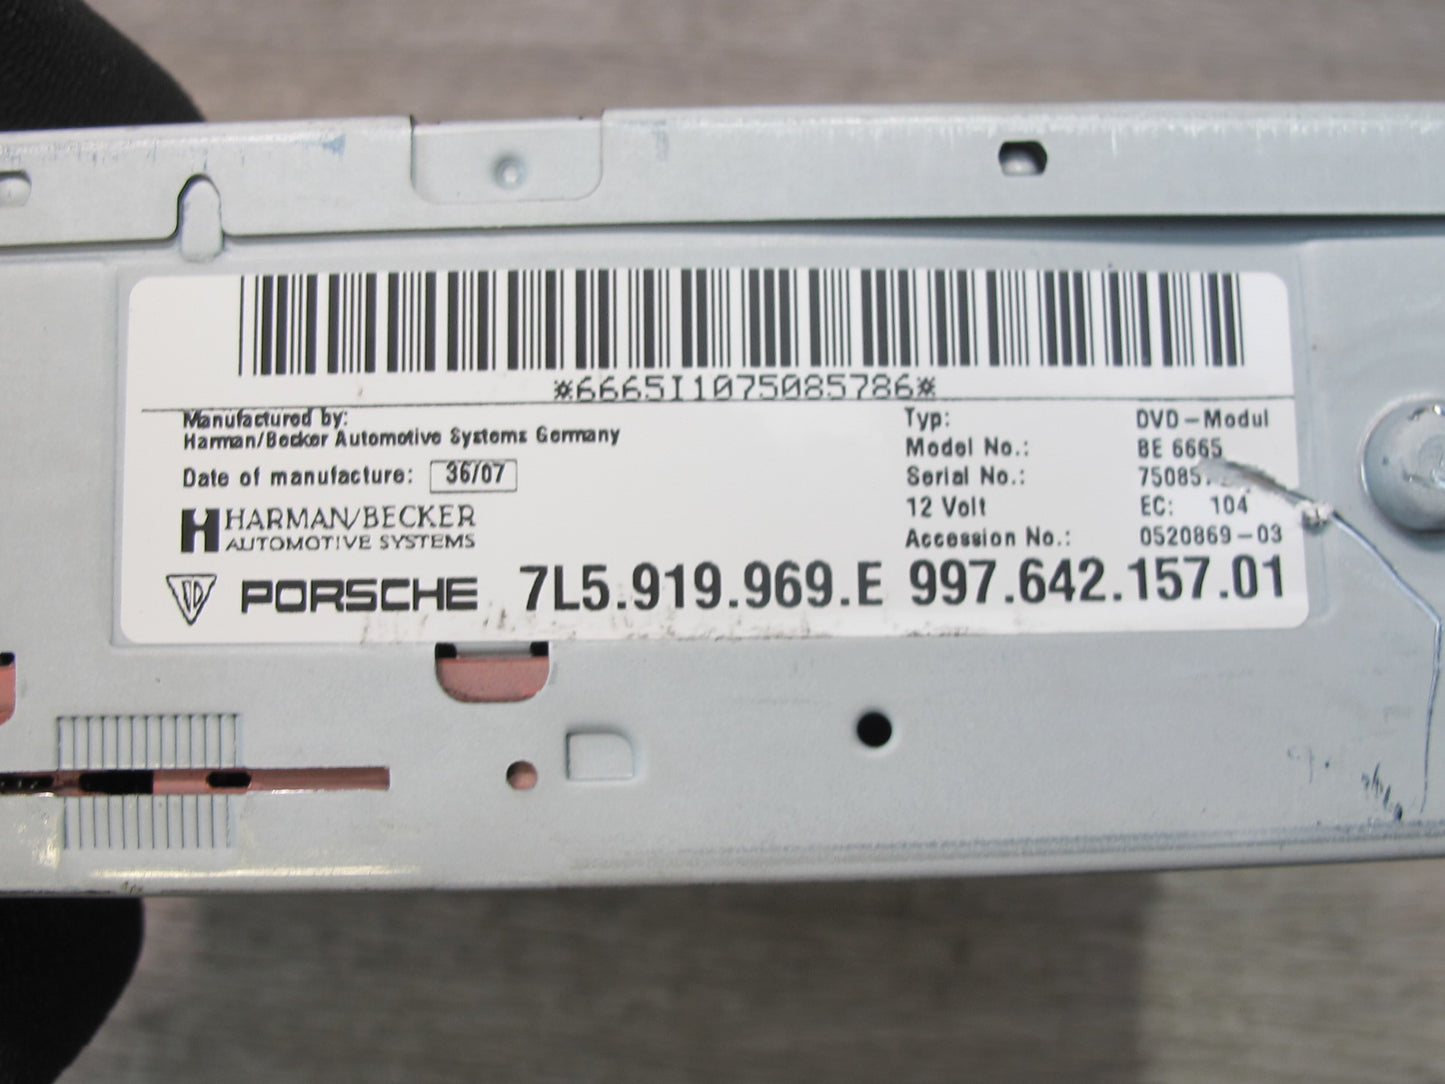 *6665I1075085786*
Manufactured by:
Harman/Becker Automotive Systems Germany
Date of manufacture: 36/07
HARMAN/BECKER
AUTOMOTIVE SYSTEMS
PORSCHE
Typ: DVD-Modul
Model No.: BE 6665
Serial No.:
12 Volt EC: 104
Accession No.: 0520869-03
7L5.919.969.E 997.642.157.01